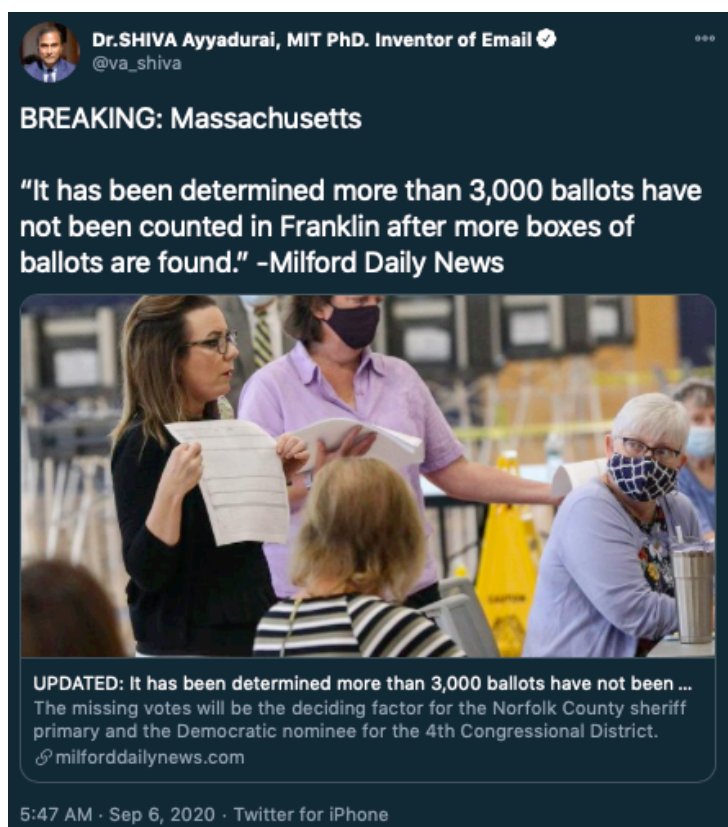 Dr.SHIVA Ayyadurai, MIT PhD. Inventor of Email
@va_shiva
BREAKING: Massachusetts
“It has been determined more than 3,000 ballots have
not been counted in Franklin after more boxes of
ballots are found.” -Milford Daily News
CAUTION
UPDATED: It has been determined more than 3,000 ballots have not been ...
The missing votes will be the deciding factor for the Norfolk County sheriff
primary and the Democratic nominee for the 4th Congressional District.
milforddailynews.com
5:47 AM · Sep 6, 2020 · Twitter for iPhone